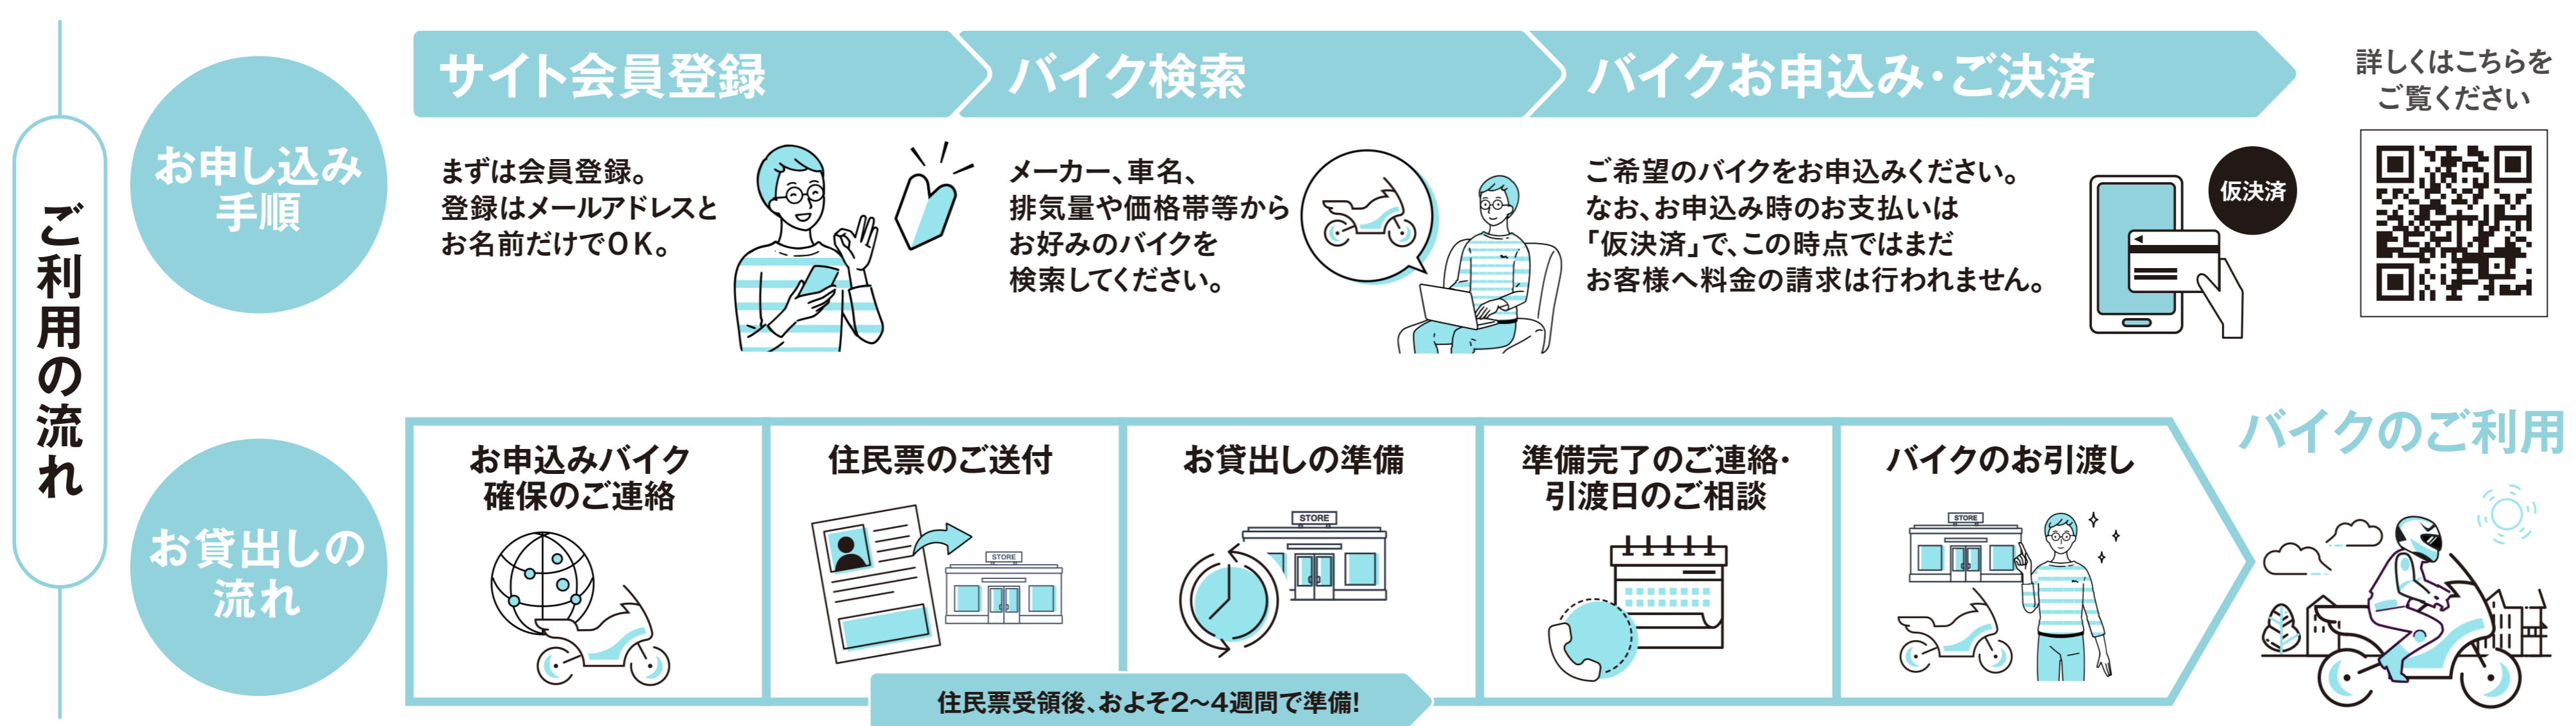 ご利用の流れ
お申し込み
手順
サイト会員登録
まずは会員登録。
登録はメールアドレスと
お名前だけでOK。
バイク検索
メーカー、車名、
排気量や価格帯等から
お好みのバイクを
検索してください。
バイクお申込み・ご決済
ご希望のバイクをお申込みください。
なお、お申込み時のお支払いは
「仮決済」で、この時点ではまだ
お客様へ料金の請求は行われません。
仮決済
詳しくはこちらを
ご覧ください
お貸出しの
流れ
お申込みバイク
確保のご連絡
住民票のご送付
STORE
お貸出しの準備
STORE
準備完了のご連絡・
引渡日のご相談
バイクのお引渡し
STORE
住民票受領後、およそ2〜4週間で準備!
バイクのご利用